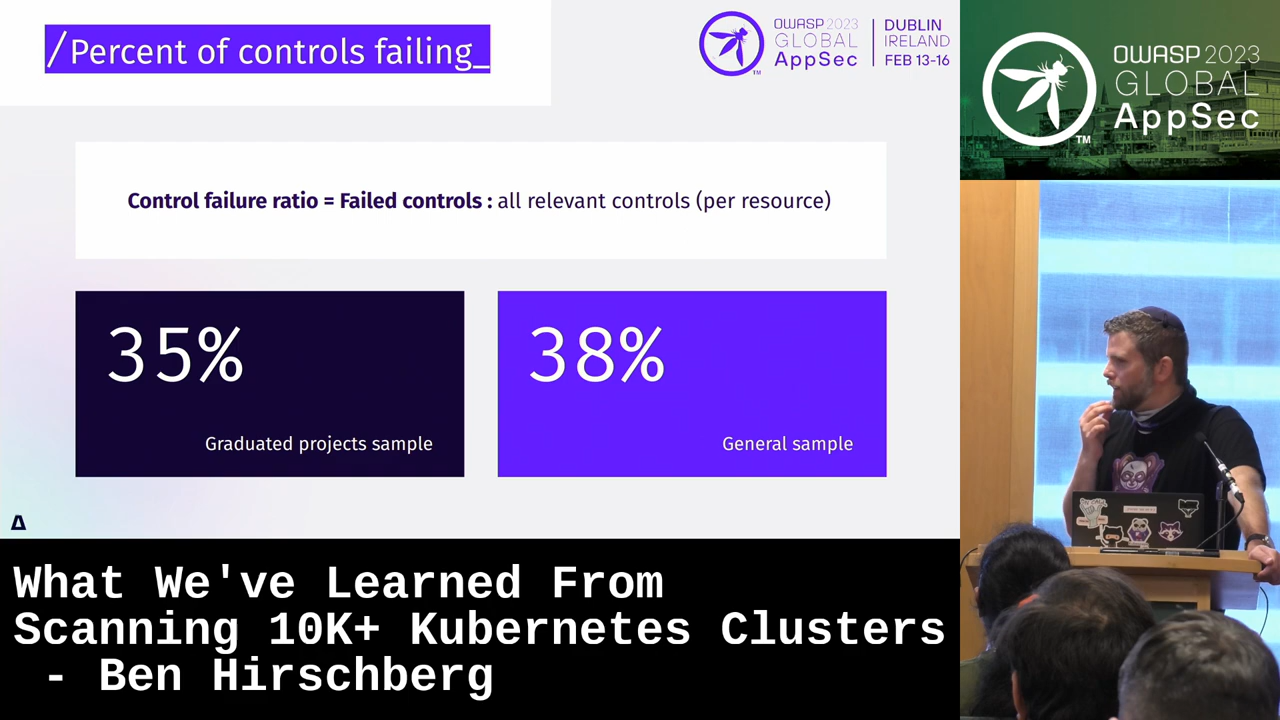 /Percent of controls failing_
OWASP 2023
GLOBAL
AppSec
TM
DUBLIN
IRELAND
FEB 13-16
Control failure ratio = Failed controls : all relevant controls (per resource)
35%
Graduated projects sample
38%
General sample
What We've Learned From
Scanning 10K+ Kubernetes Clusters
- Ben Hirschberg
OWASP 2023
GLOBAL
AppSec
TM